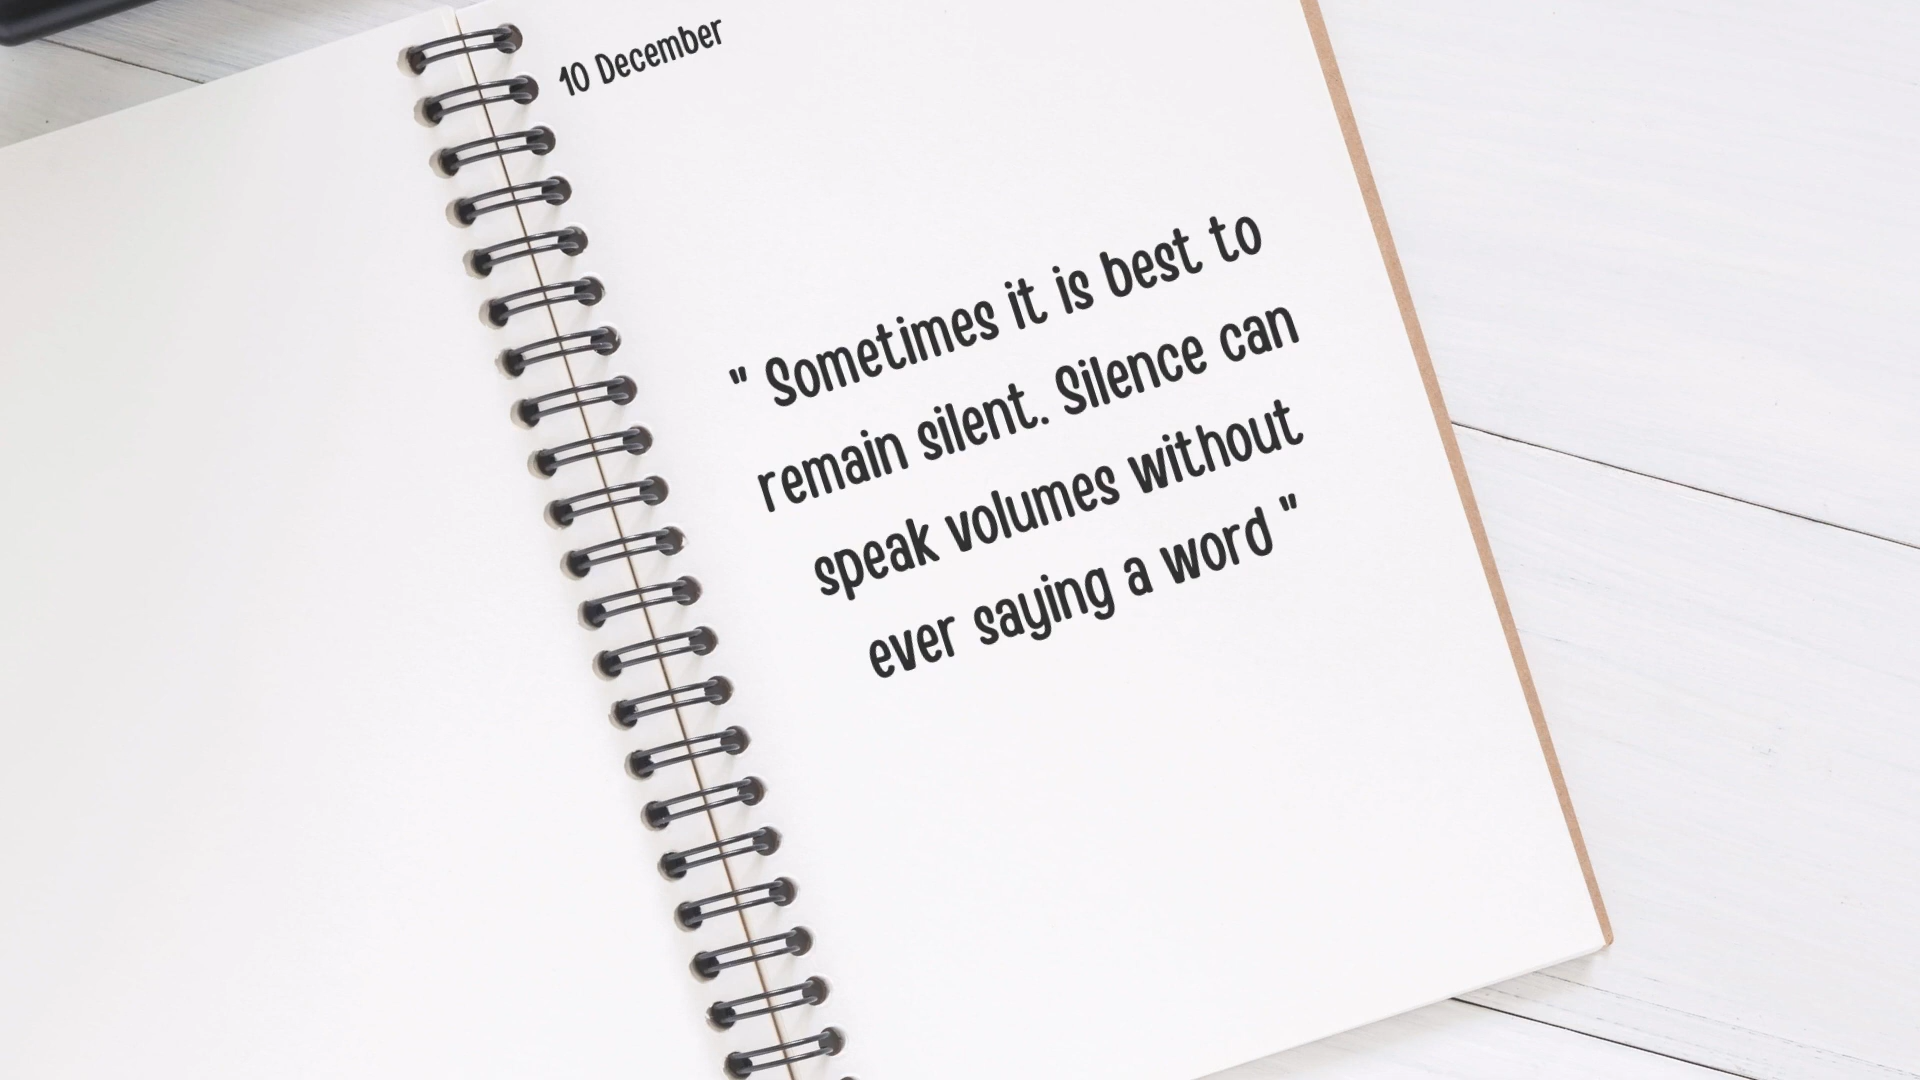 10 December
" Sometimes it is best to
remain silent. Silence can
speak volumes without
ever saying a word "